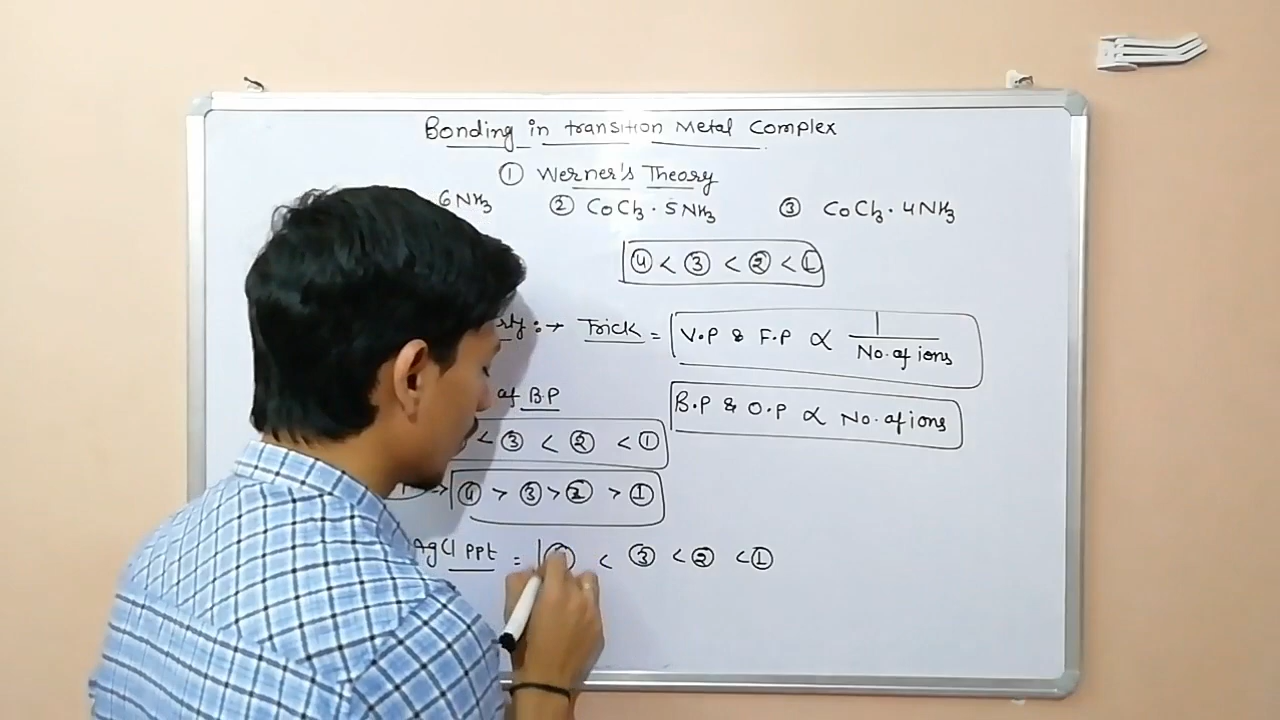 Bonding in transition Metal Complex
① Werner's Theory
6NH3 ② CoCl3 · 5NH3 ③ CoCl3 · 4NH3
④ < ③ < ② < ①
:→ Trick = V.P & F.P ∝ 1 / No. of ions
of B.P
B.P & O.P ∝ No. of ions
< ③ < ② < ①
→ ④ > ③ > ② > ①
AgCl ppt = < ③ < ② < ①